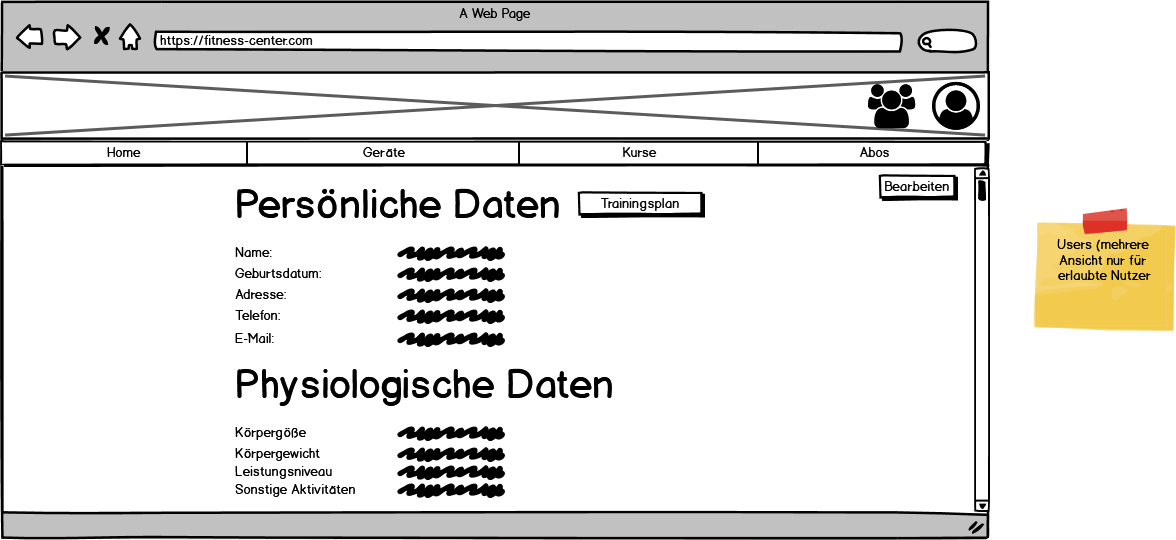 A Web Page
https://fitness-center.com
Home
Geräte
Kurse
Abos
Bearbeiten
Persönliche Daten
Trainingsplan
Name:
Geburtsdatum:
Adresse:
Telefon:
E-Mail:
Physiologische Daten
Körpergöße
Körpergewicht
Leistungsniveau
Sonstige Aktivitäten
Users (mehrere
Ansicht nur für
erlaubte Nutzer